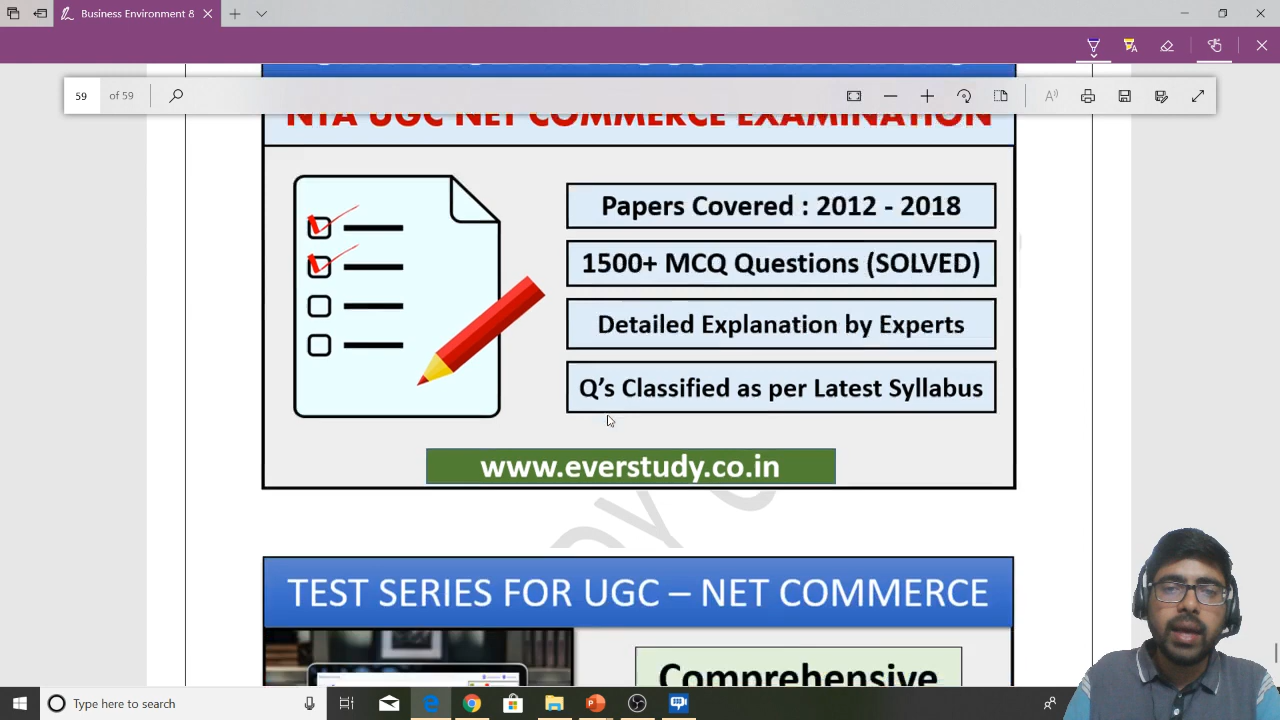 Business Environment 8
59 of 59
NTA UGC NET COMMERCE EXAMINATION
Papers Covered : 2012 - 2018
1500+ MCQ Questions (SOLVED)
Detailed Explanation by Experts
Q's Classified as per Latest Syllabus
www.everstudy.co.in
TEST SERIES FOR UGC – NET COMMERCE
Comprehensive
Type here to search